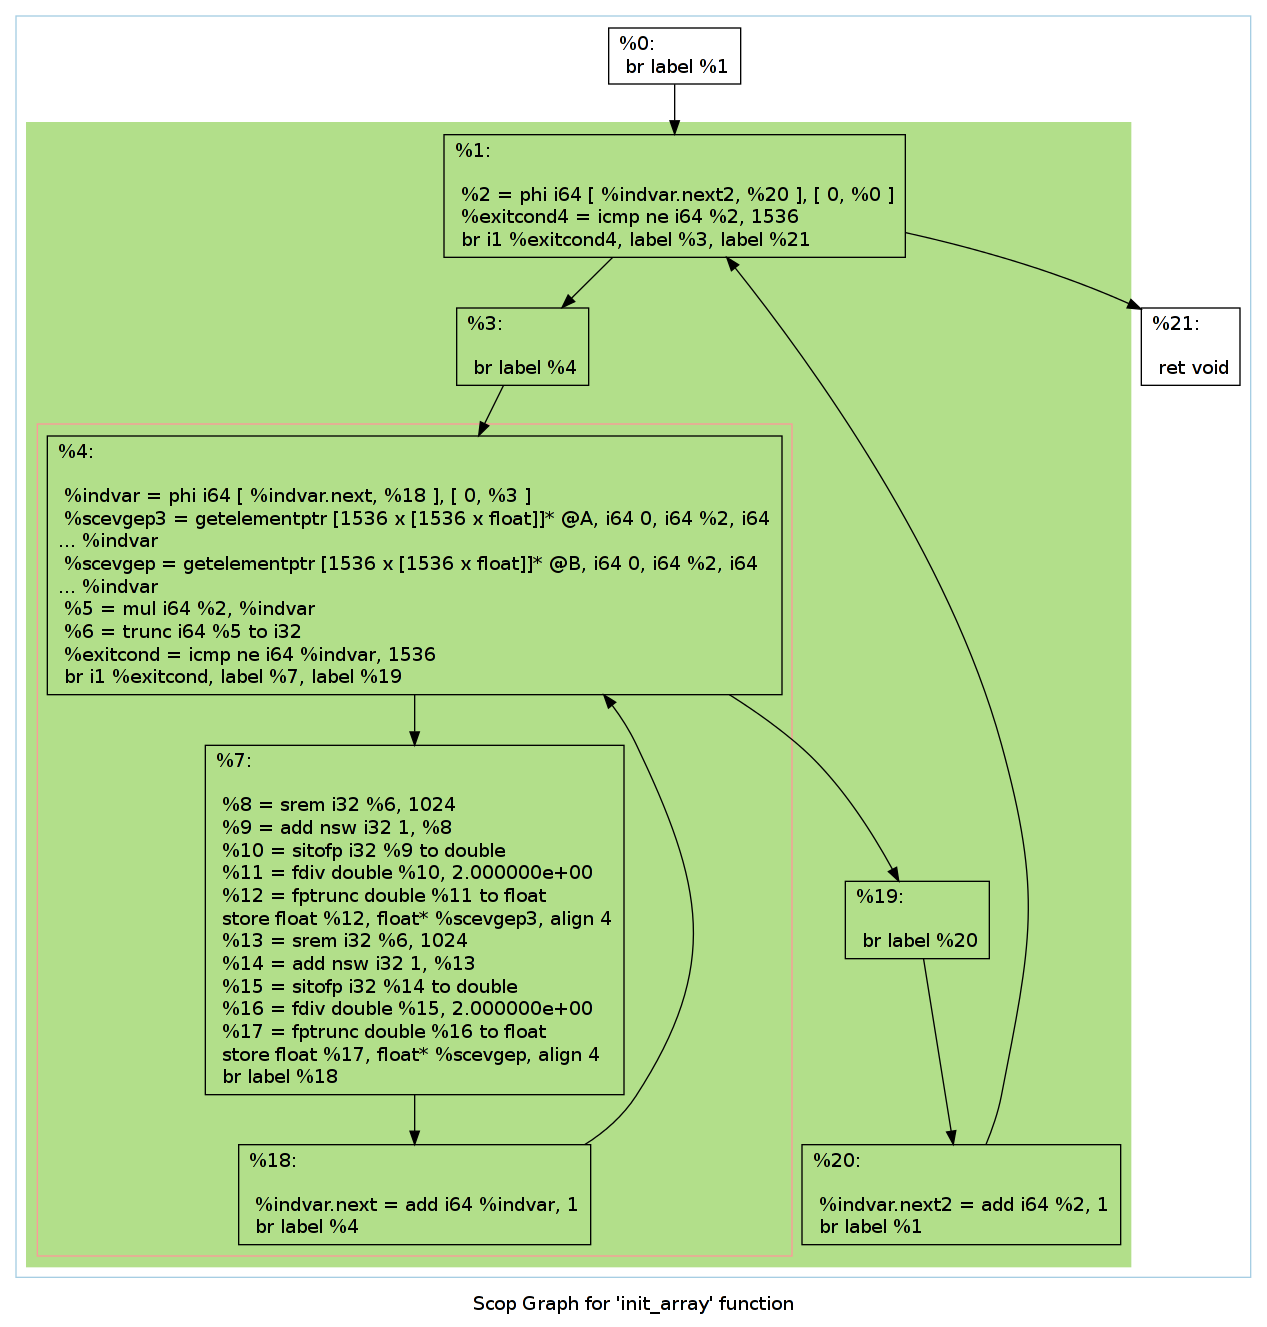 %0:
br label %1
%1:
%2 = phi i64 [ %indvar.next2, %20 ], [ 0, %0 ]
%exitcond4 = icmp ne i64 %2, 1536
br i1 %exitcond4, label %3, label %21
%3:
br label %4
%21:
ret void
%4:
%indvar = phi i64 [ %indvar.next, %18 ], [ 0, %3 ]
%scevgep3 = getelementptr [1536 x [1536 x float]]* @A, i64 0, i64 %2, i64
... %indvar
%scevgep = getelementptr [1536 x [1536 x float]]* @B, i64 0, i64 %2, i64
... %indvar
%5 = mul i64 %2, %indvar
%6 = trunc i64 %5 to i32
%exitcond = icmp ne i64 %indvar, 1536
br i1 %exitcond, label %7, label %19
%7:
%8 = srem i32 %6, 1024
%9 = add nsw i32 1, %8
%10 = sitofp i32 %9 to double
%11 = fdiv double %10, 2.000000e+00
%12 = fptrunc double %11 to float
store float %12, float* %scevgep3, align 4
%13 = srem i32 %6, 1024
%14 = add nsw i32 1, %13
%15 = sitofp i32 %14 to double
%16 = fdiv double %15, 2.000000e+00
%17 = fptrunc double %16 to float
store float %17, float* %scevgep, align 4
br label %18
%19:
br label %20
%18:
%indvar.next = add i64 %indvar, 1
br label %4
%20:
%indvar.next2 = add i64 %2, 1
br label %1
Scop Graph for 'init_array' function